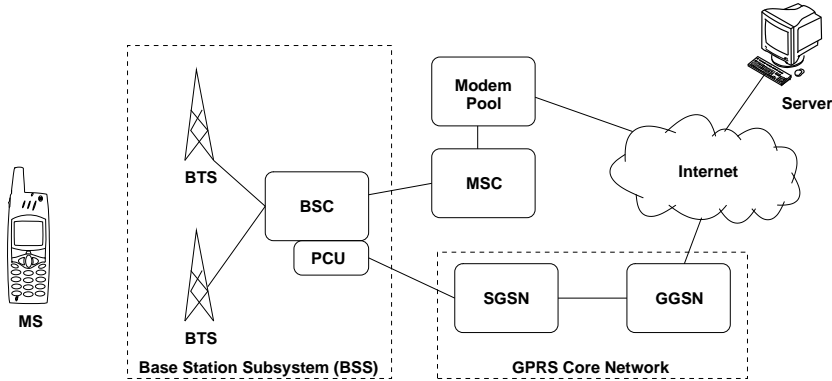 Modem
Pool
Server
BTS
BSC
MSC
Internet
PCU
SGSN
GGSN
MS
BTS
Base Station Subsystem (BSS)
GPRS Core Network